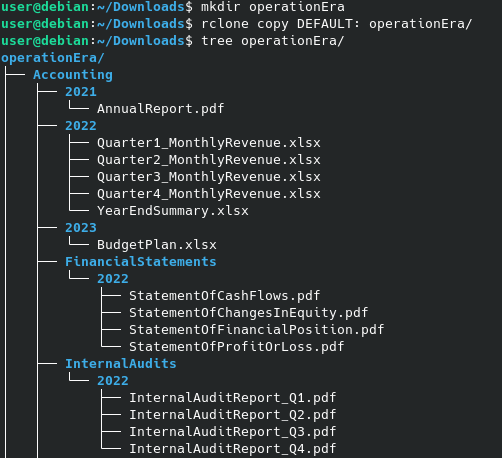 user@debian:~/Downloads$ mkdir operationEra
user@debian:~/Downloads$ rclone copy DEFAULT: operationEra/
user@debian:~/Downloads$ tree operationEra/
operationEra/
├── Accounting
│   ├── 2021
│   │   └── AnnualReport.pdf
│   ├── 2022
│   │   ├── Quarter1_MonthlyRevenue.xlsx
│   │   ├── Quarter2_MonthlyRevenue.xlsx
│   │   ├── Quarter3_MonthlyRevenue.xlsx
│   │   ├── Quarter4_MonthlyRevenue.xlsx
│   │   └── YearEndSummary.xlsx
│   ├── 2023
│   │   └── BudgetPlan.xlsx
│   ├── FinancialStatements
│   │   └── 2022
│   │       ├── StatementOfCashFlows.pdf
│   │       ├── StatementOfChangesInEquity.pdf
│   │       ├── StatementOfFinancialPosition.pdf
│   │       └── StatementOfProfitOrLoss.pdf
│   ├── InternalAudits
│   │   └── 2022
│   │       ├── InternalAuditReport_Q1.pdf
│   │       ├── InternalAuditReport_Q2.pdf
│   │       ├── InternalAuditReport_Q3.pdf
│   │       └── InternalAuditReport_Q4.pdf